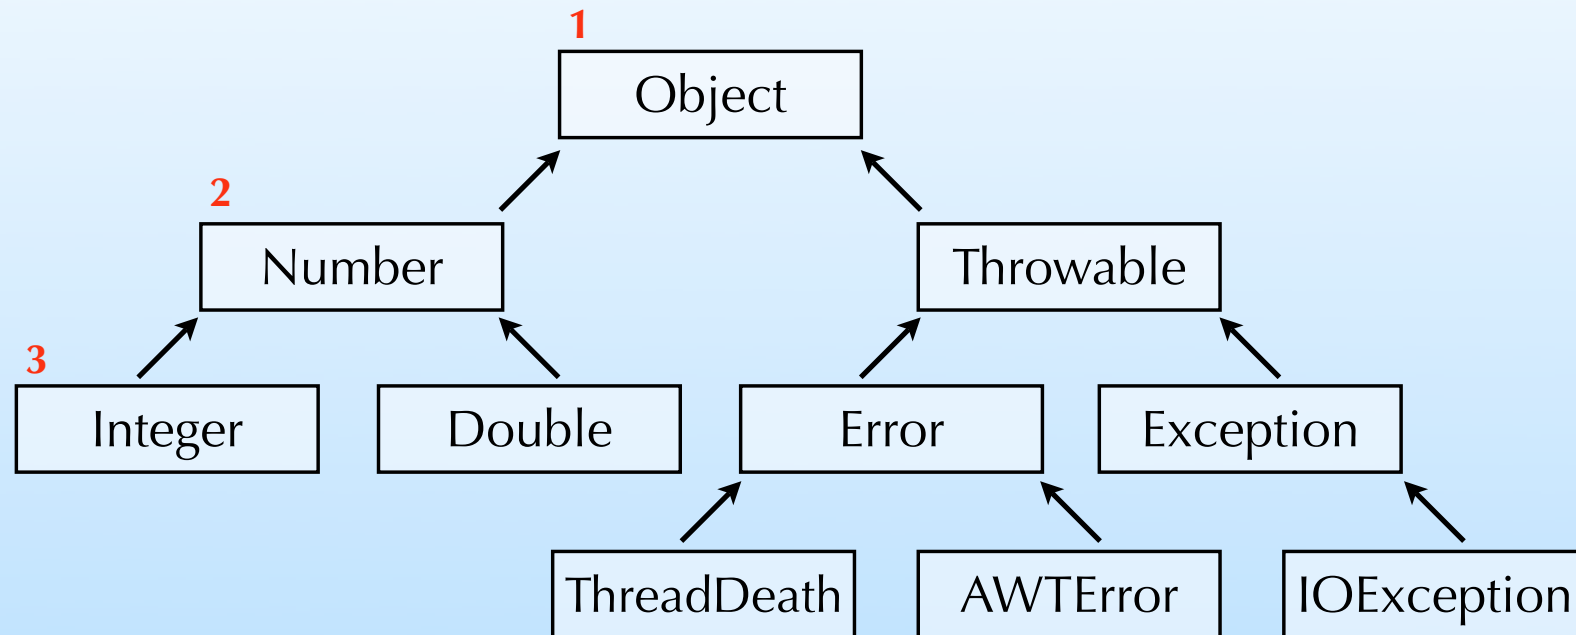 1
Object
2
Number
Throwable
3
Integer
Double
Error
Exception
ThreadDeath
AWTError
IOException